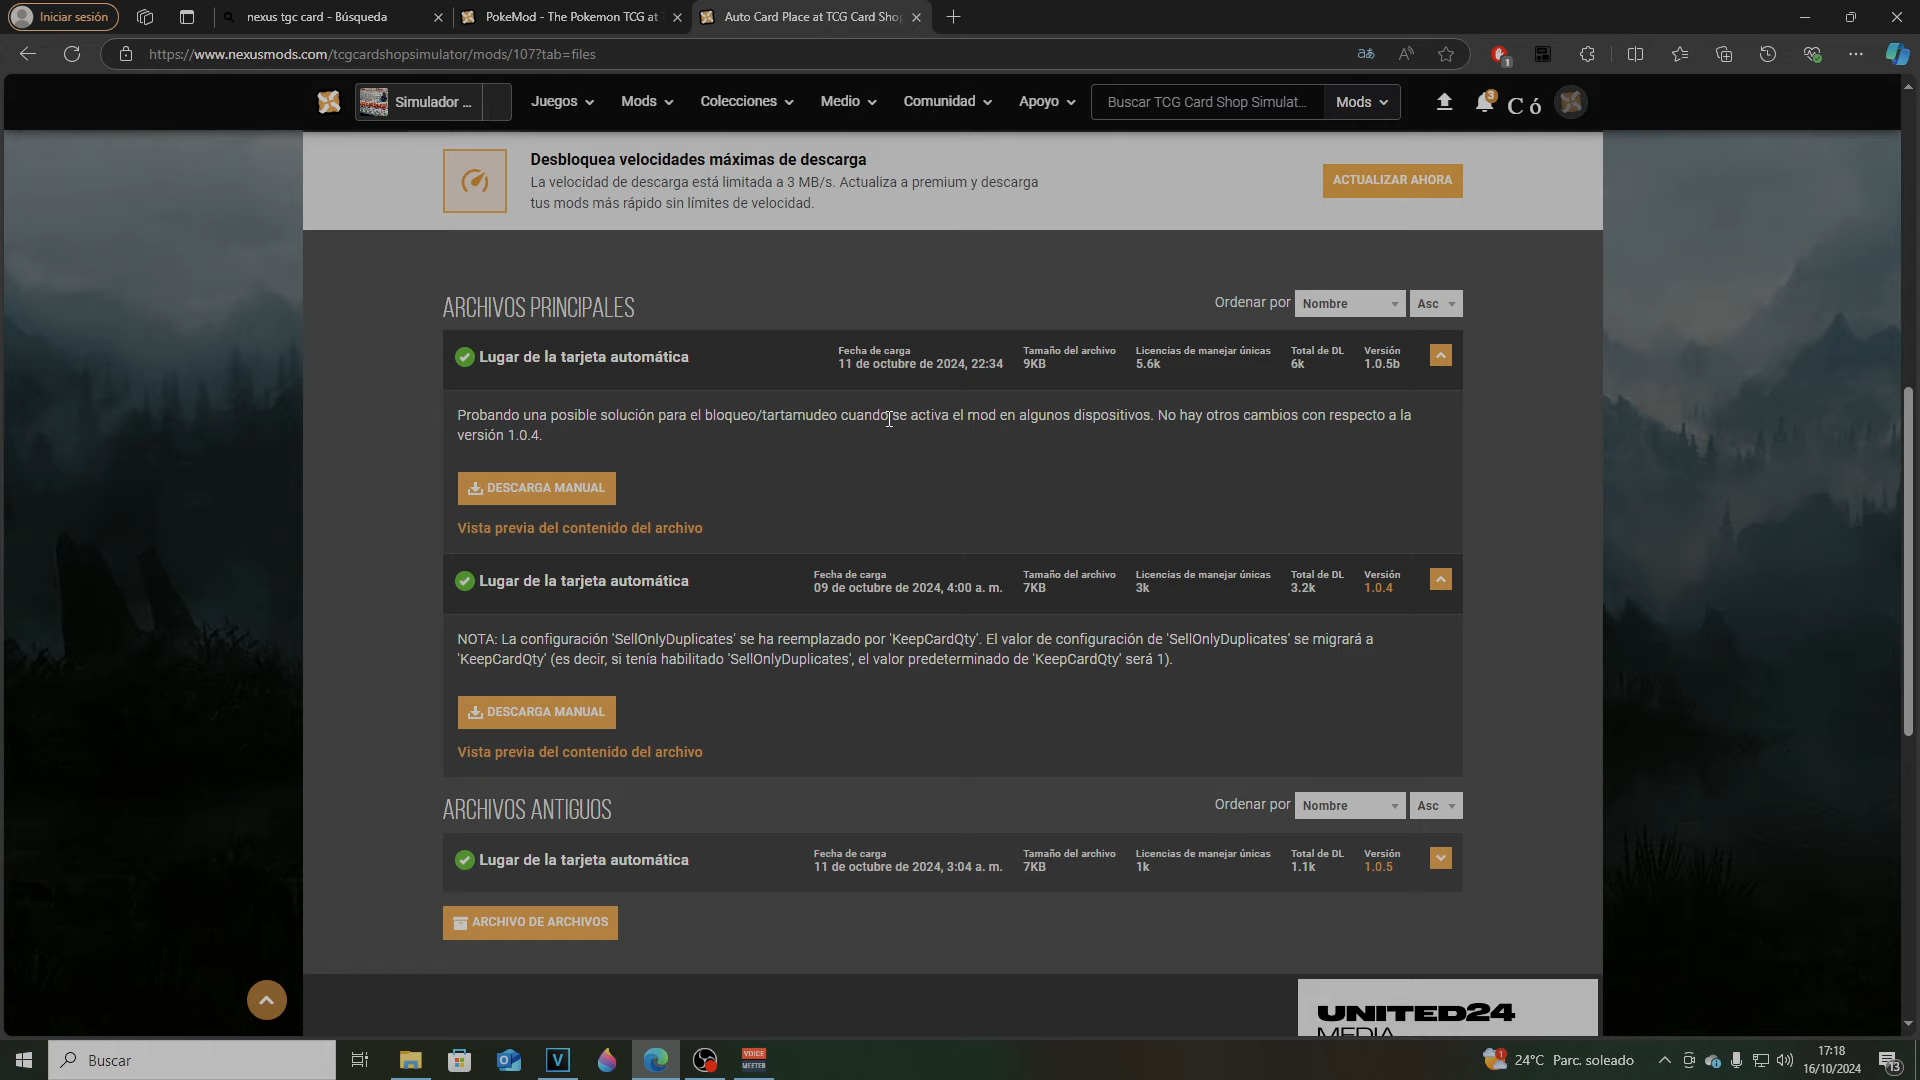 Iniciar sesión
nexus tgc card - Búsqueda
PokeMod - The Pokemon TCG at
Auto Card Place at TCG Card Sho
https://www.nexusmods.com/tcgcardshopsimulator/mods/107?tab=files
1
Simulador ...
Juegos
Mods
Colecciones
Medio
Comunidad
Apoyo
Buscar TCG Card Shop Simulat...
Mods
3
C ó
Desbloquea velocidades máximas de descarga
La velocidad de descarga está limitada a 3 MB/s. Actualiza a premium y descarga
tus mods más rápido sin límites de velocidad.
ACTUALIZAR AHORA
ARCHIVOS PRINCIPALES
Ordenar por Nombre Asc
Lugar de la tarjeta automática
Fecha de carga
11 de octubre de 2024, 22:34
Tamaño del archivo
9KB
Licencias de manejar únicas
5.6k
Total de DL
6k
Versión
1.0.5b
Probando una posible solución para el bloqueo/tartamudeo cuando se activa el mod en algunos dispositivos. No hay otros cambios con respecto a la
versión 1.0.4.
DESCARGA MANUAL
Vista previa del contenido del archivo
Lugar de la tarjeta automática
Fecha de carga
09 de octubre de 2024, 4:00 a. m.
Tamaño del archivo
7KB
Licencias de manejar únicas
3k
Total de DL
3.2k
Versión
1.0.4
NOTA: La configuración 'SellOnlyDuplicates' se ha reemplazado por 'KeepCardQty'. El valor de configuración de 'SellOnlyDuplicates' se migrará a
'KeepCardQty' (es decir, si tenía habilitado 'SellOnlyDuplicates', el valor predeterminado de 'KeepCardQty' será 1).
DESCARGA MANUAL
Vista previa del contenido del archivo
ARCHIVOS ANTIGUOS
Ordenar por Nombre Asc
Lugar de la tarjeta automática
Fecha de carga
11 de octubre de 2024, 3:04 a. m.
Tamaño del archivo
7KB
Licencias de manejar únicas
1k
Total de DL
1.1k
Versión
1.0.5
ARCHIVO DE ARCHIVOS
UNITED24
MEDIA
Buscar
VOICE
MEETER
1
24°C Parc. soleado
17:18
16/10/2024
13